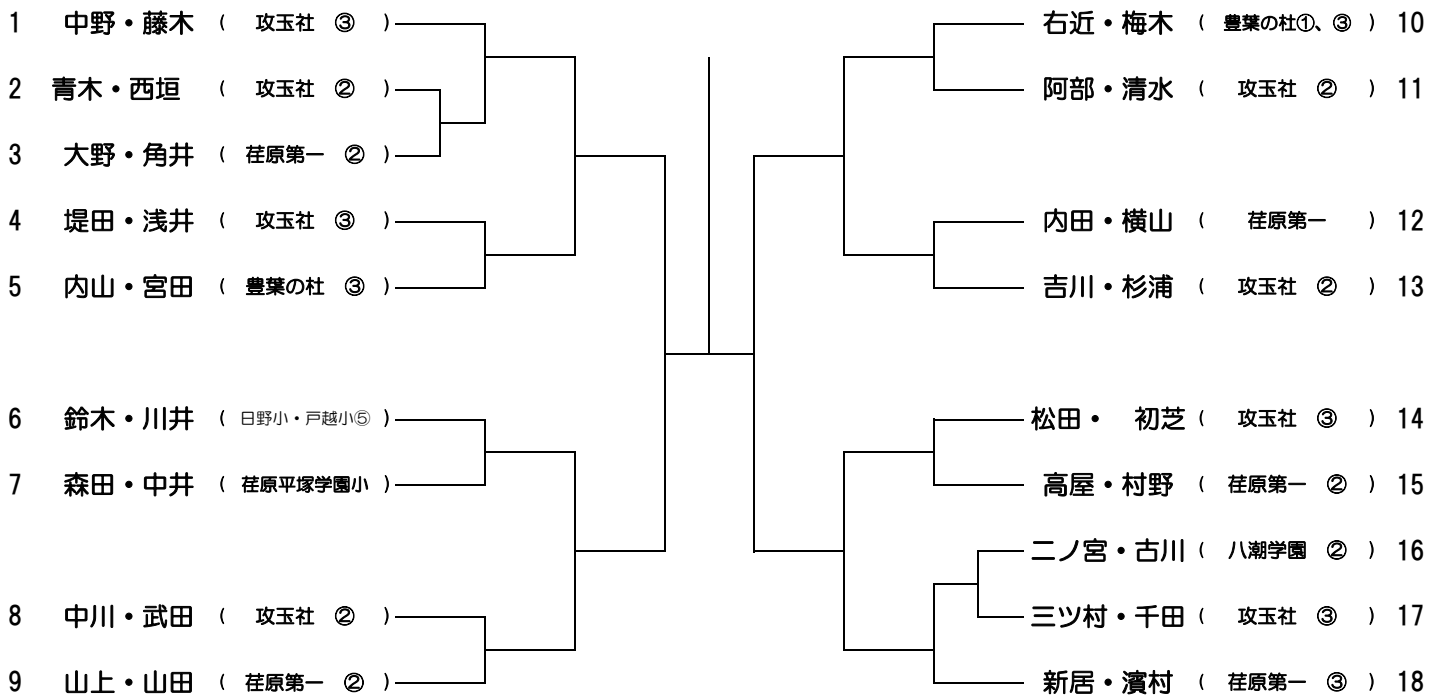 1 中野・藤木 ( 攻玉社 ③ )
2 青木・西垣 ( 攻玉社 ② )
3 大野・角井 ( 荏原第一 ② )
4 堤田・浅井 ( 攻玉社 ③ )
5 内山・宮田 ( 豊葉の杜 ③ )
6 鈴木・川井 ( 日野小・戸越小⑤ )
7 森田・中井 ( 荏原平塚学園小 )
8 中川・武田 ( 攻玉社 ② )
9 山上・山田 ( 荏原第一 ② )
右近・梅木 ( 豊葉の杜①、③ ) 10
阿部・清水 ( 攻玉社 ② ) 11
内田・横山 ( 荏原第一 ) 12
吉川・杉浦 ( 攻玉社 ② ) 13
松田・ 初芝 ( 攻玉社 ③ ) 14
高屋・村野 ( 荏原第一 ② ) 15
二ノ宮・古川 ( 八潮学園 ② ) 16
三ツ村・千田 ( 攻玉社 ③ ) 17
新居・濱村 ( 荏原第一 ③ ) 18